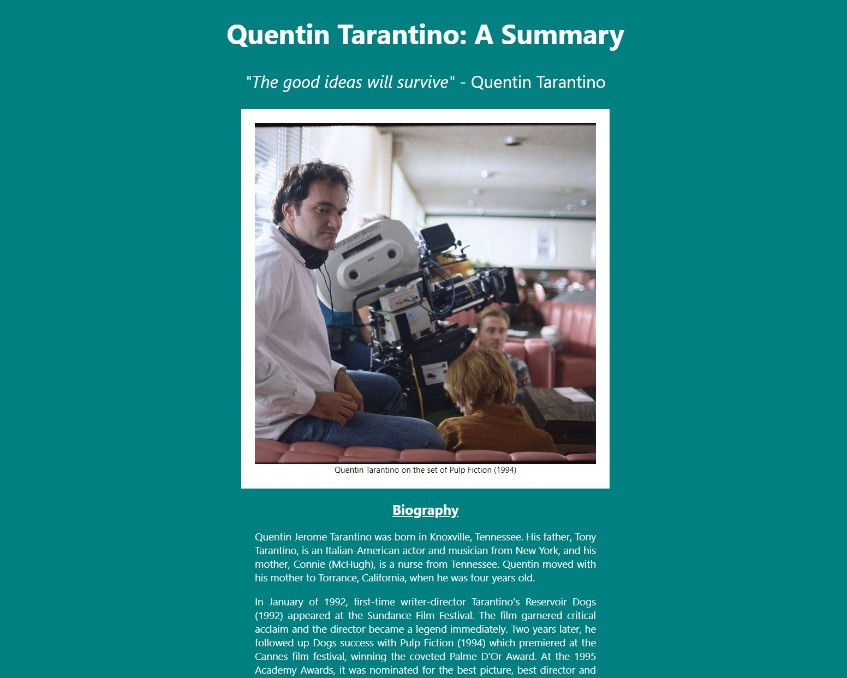 Quentin Tarantino: A Summary
"The good ideas will survive" - Quentin Tarantino
Quentin Tarantino on the set of Pulp Fiction (1994)
Biography
Quentin Jerome Tarantino was born in Knoxville, Tennessee. His father, Tony
Tarantino, is an Italian-American actor and musician from New York, and his
mother, Connie (McHugh), is a nurse from Tennessee. Quentin moved with
his mother to Torrance, California, when he was four years old.
In January of 1992, first-time writer-director Tarantino's Reservoir Dogs
(1992) appeared at the Sundance Film Festival. The film garnered critical
acclaim and the director became a legend immediately. Two years later, he
followed up Dogs success with Pulp Fiction (1994) which premiered at the
Cannes film festival, winning the coveted Palme D'Or Award. At the 1995
Academy Awards, it was nominated for the best picture, best director and